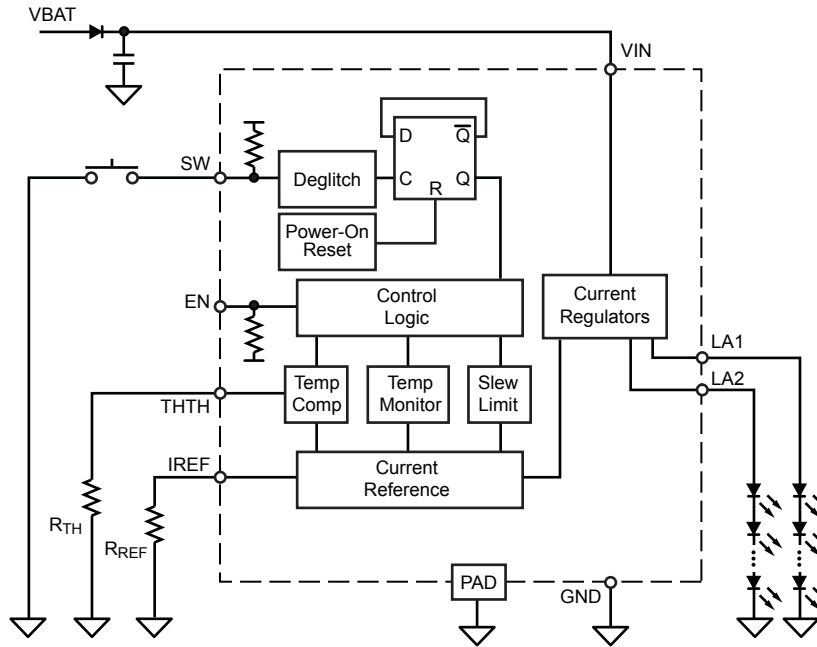 VBAT
VIN
D
Q̅
SW
Deglitch
C
Q
R
Power-On
Reset
EN
Control
Logic
Current
Regulators
LA1
LA2
THTH
Temp
Comp
Temp
Monitor
Slew
Limit
IREF
Current
Reference
RTH
RREF
PAD
GND